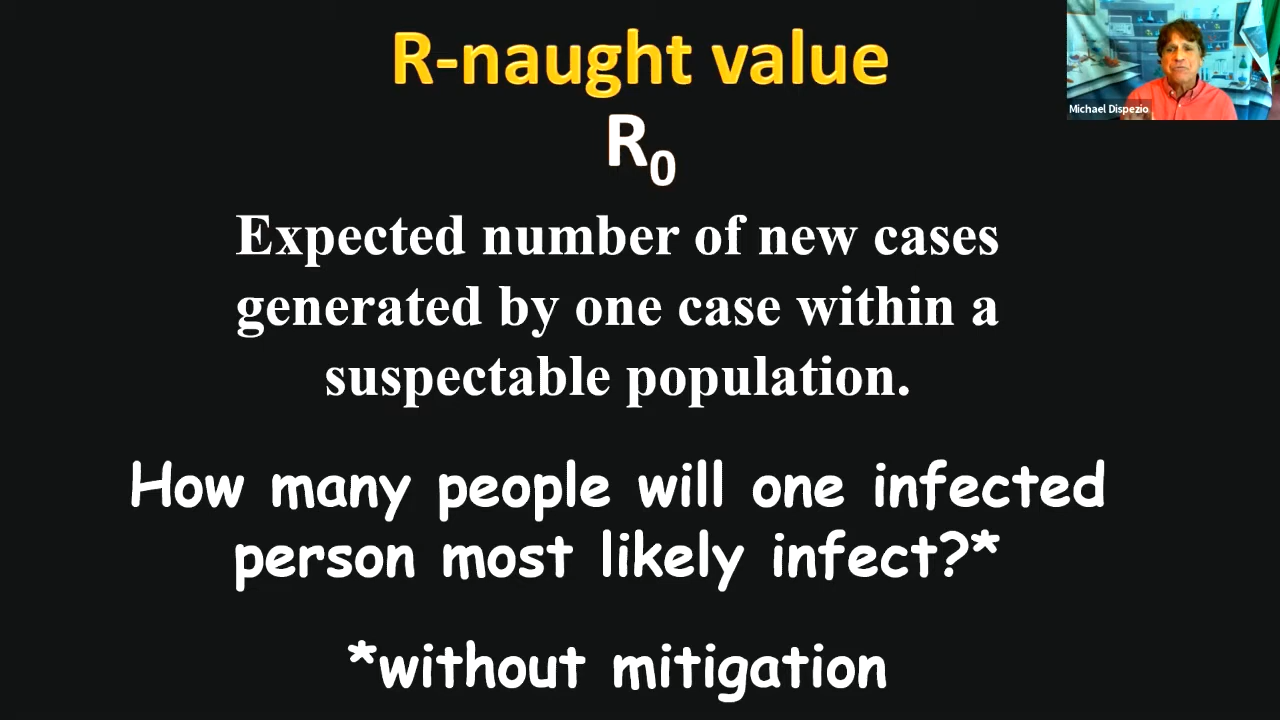 R-naught value
R₀
Michael Dispezio
Expected number of new cases
generated by one case within a
suspectable population.
How many people will one infected
person most likely infect?*
*without mitigation